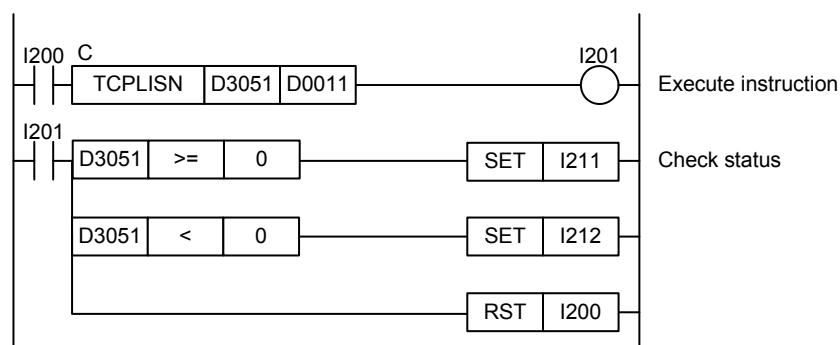 I200 C I201
TCPLISN D3051 D0011 Execute instruction
I201
D3051 >= 0 SET I211 Check status
D3051 < 0 SET I212
RST I200